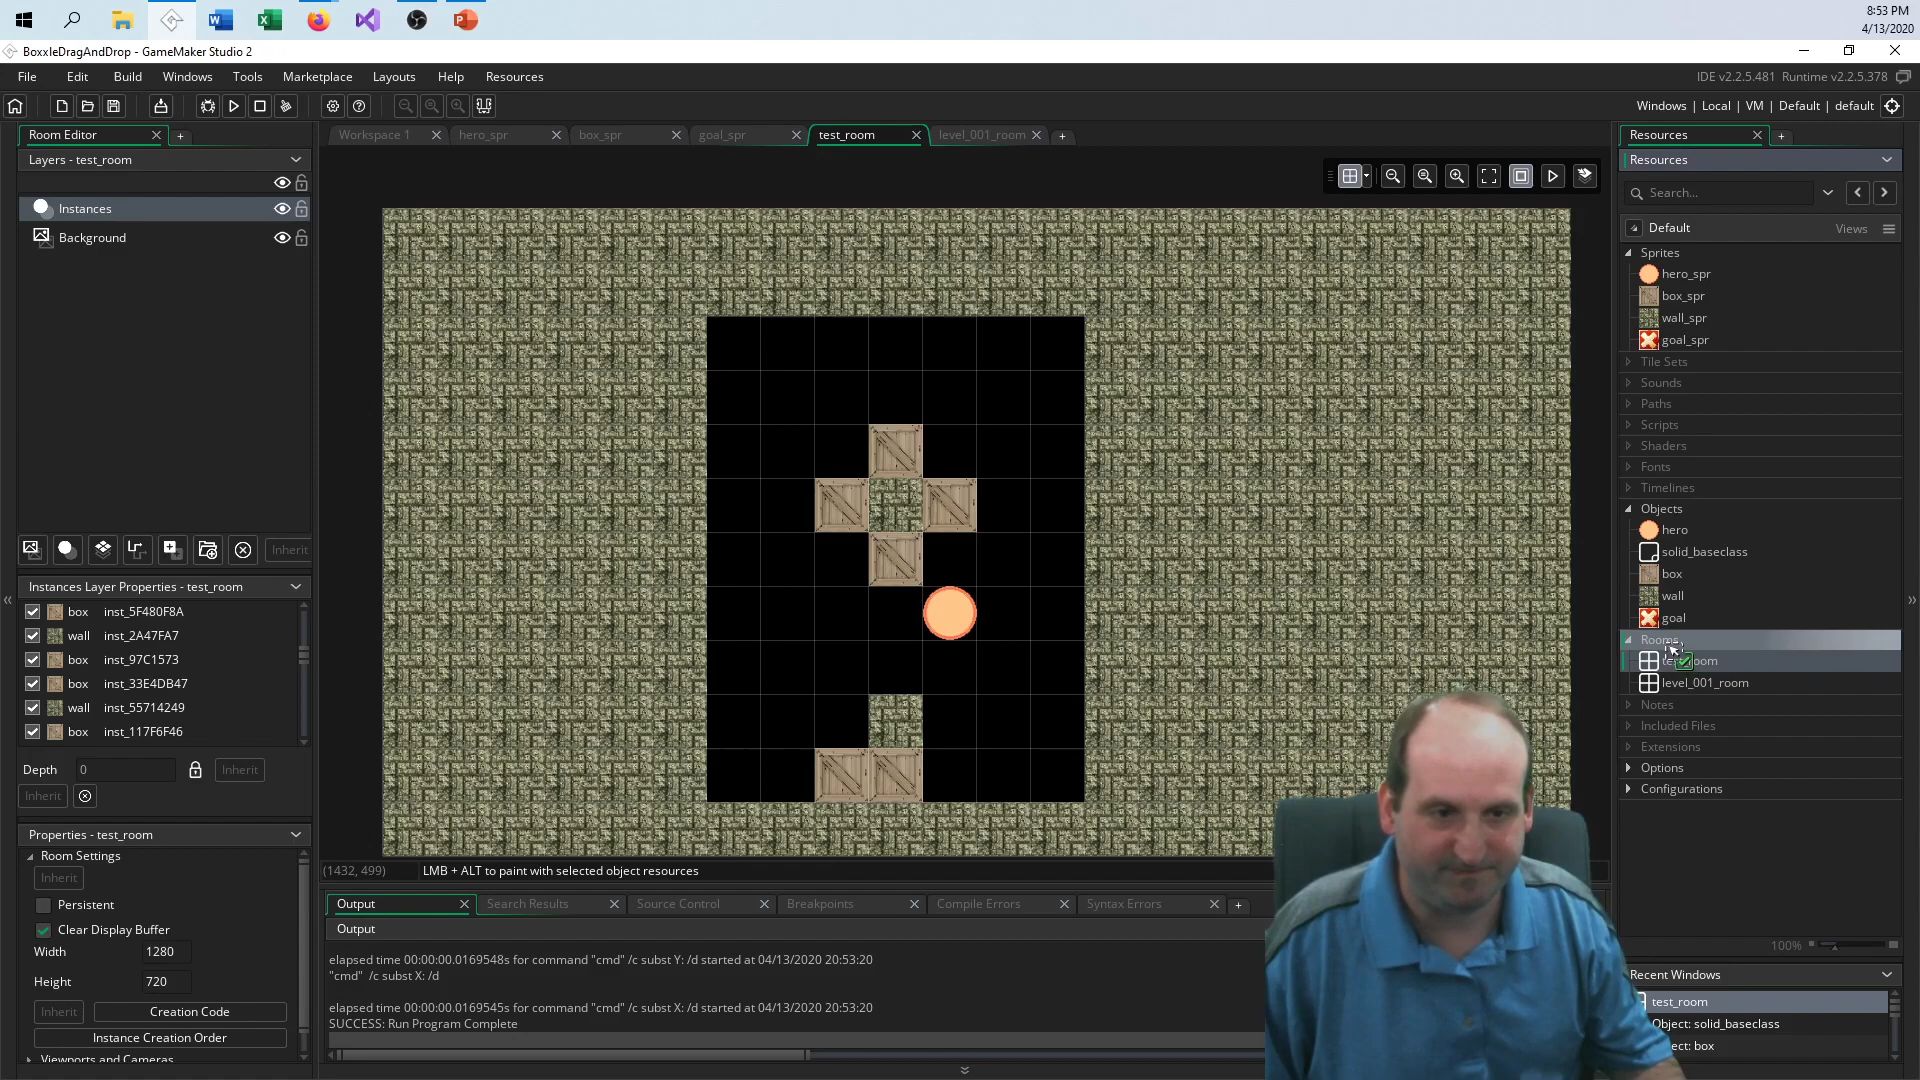 8:53 PM
4/13/2020
BoxxleDragAndDrop - GameMaker Studio 2
File Edit Build Windows Tools Marketplace Layouts Help Resources
IDE v2.2.5.481 Runtime v2.2.5.378
Windows | Local | VM | Default | default
Room Editor
Workspace 1
hero_spr
box_spr
goal_spr
test_room
level_001_room
Resources
Layers - test_room
Resources
Search...
Instances
Background
Default
Views
Sprites
hero_spr
box_spr
wall_spr
goal_spr
Tile Sets
Sounds
Paths
Scripts
Shaders
Fonts
Timelines
Objects
hero
solid_baseclass
box
wall
goal
level_001_room
Notes
Included Files
Extensions
Options
Configurations
100%
Inherit
Instances Layer Properties - test_room
box inst_5F480F8A
wall inst_2A47FA7
box inst_97C1573
box inst_33E4DB47
wall inst_55714249
box inst_117F6F46
Depth 0 Inherit
Inherit
Properties - test_room
Room Settings
Inherit
Persistent
Clear Display Buffer
Width 1280
Height 720
Inherit Creation Code
Instance Creation Order
Viewports and Cameras
(1432, 499) LMB + ALT to paint with selected object resources
Output
Search Results
Source Control
Breakpoints
Compile Errors
Syntax Errors
Output
elapsed time 00:00:00.0169548s for command "cmd" /c subst Y: /d started at 04/13/2020 20:53:20
"cmd" /c subst X: /d
elapsed time 00:00:00.0169545s for command "cmd" /c subst X: /d started at 04/13/2020 20:53:20
SUCCESS: Run Program Complete
Recent Windows
test_room
Object: solid_baseclass
box